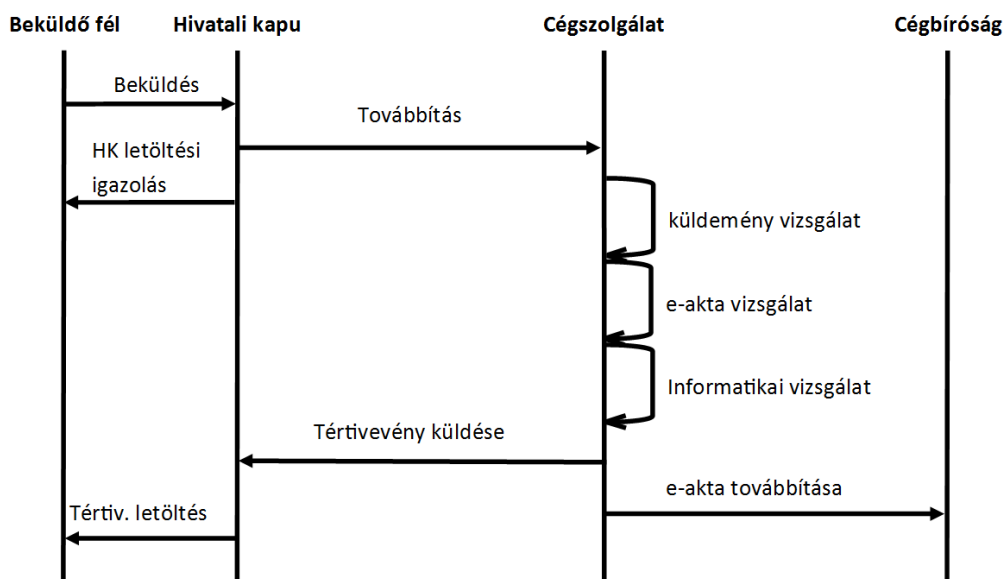 Beküldő fél
Hivatali kapu
Cégszolgálat
Cégbíróság
Beküldés
Továbbítás
HK letöltési
igazolás
küldemény vizsgálat
e-akta vizsgálat
Informatikai vizsgálat
Tértivevény küldése
e-akta továbbítása
Tértiv. letöltés